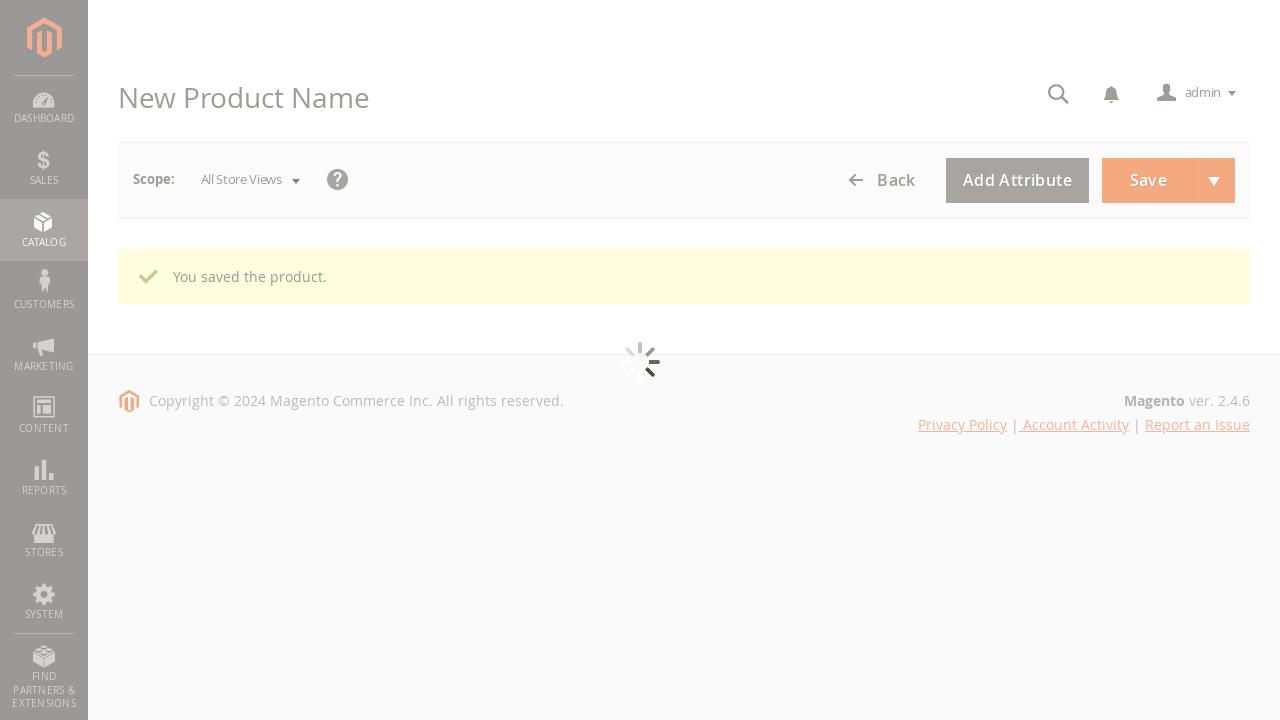 DASHBOARD
SALES
CATALOG
CUSTOMERS
MARKETING
CONTENT
REPORTS
STORES
SYSTEM
FIND
PARTNERS &
EXTENSIONS
New Product Name
admin
Scope: All Store Views ? Back Add Attribute Save
You saved the product.
Copyright © 2024 Magento Commerce Inc. All rights reserved.
Magento ver. 2.4.6
Privacy Policy | Account Activity | Report an Issue